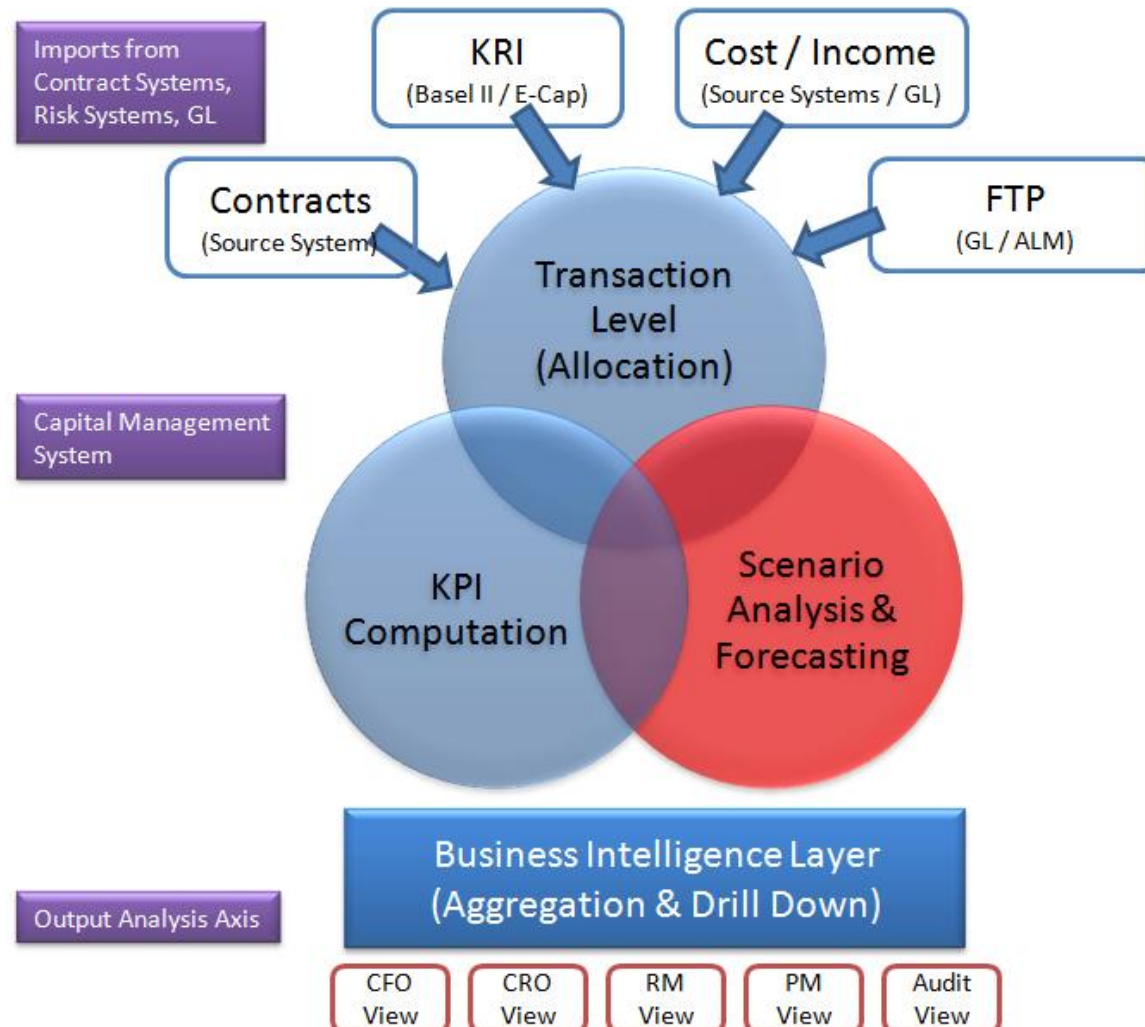 Imports from
Contract Systems,
Risk Systems, GL
KRI
(Basel II / E-Cap)
Cost / Income
(Source Systems / GL)
Contracts
(Source System)
FTP
(GL / ALM)
Transaction
Level
(Allocation)
Capital Management
System
KPI
Computation
Scenario
Analysis &
Forecasting
Business Intelligence Layer
(Aggregation & Drill Down)
Output Analysis Axis
CFO
View
CRO
View
RM
View
PM
View
Audit
View